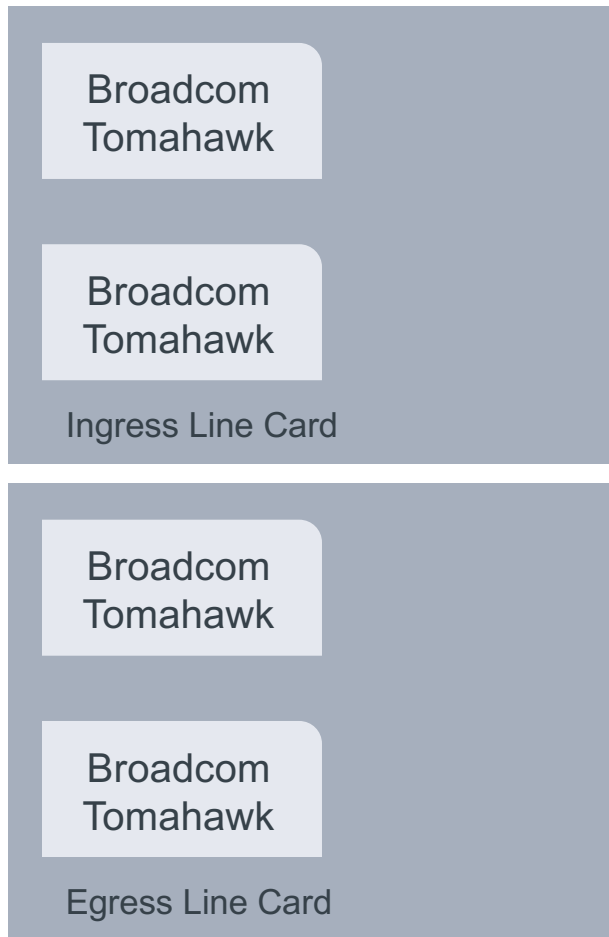 Broadcom
Tomahawk
Broadcom
Tomahawk
Ingress Line Card
Broadcom
Tomahawk
Broadcom
Tomahawk
Egress Line Card